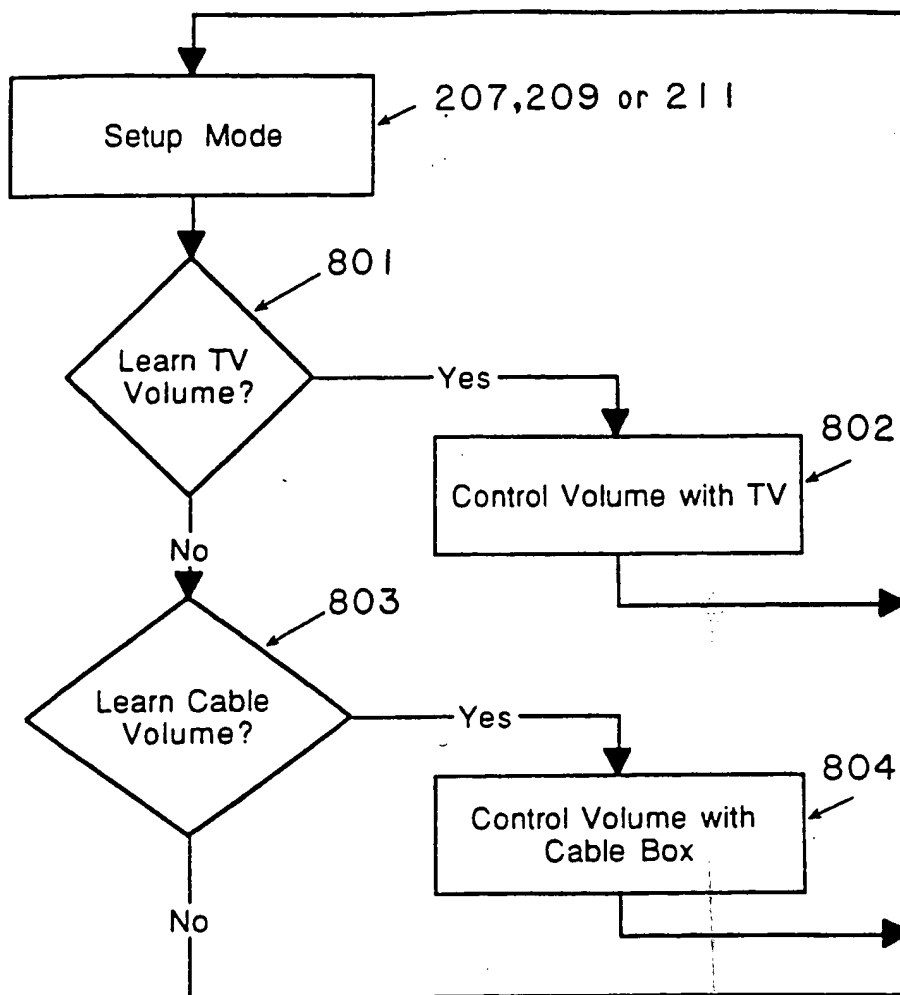 207,209 or 211
Setup Mode
801
Learn TV
Volume?
Yes
802
Control Volume with TV
No
803
Learn Cable
Volume?
Yes
804
Control Volume with
Cable Box
No